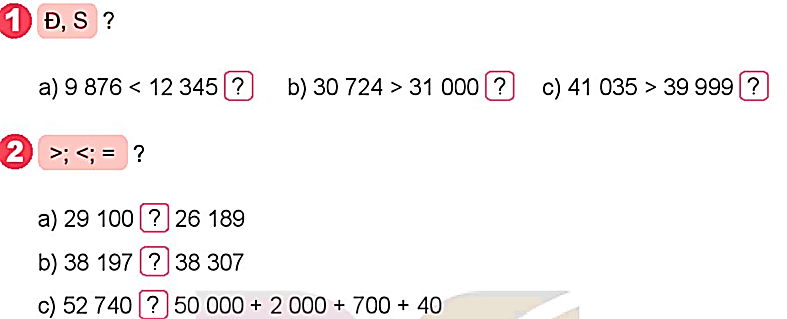 1 Đ, S ?
a) 9 876 < 12 345 ? b) 30 724 > 31 000 ? c) 41 035 > 39 999 ?
2 >; <; = ?
a) 29 100 ? 26 189
b) 38 197 ? 38 307
c) 52 740 ? 50 000 + 2 000 + 700 + 40